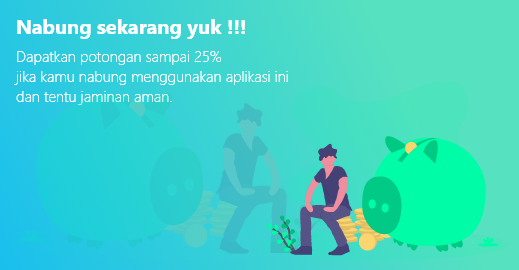 Nabung sekarang yuk !!!
Dapatkan potongan sampai 25%
jika kamu nabung menggunakan aplikasi ini
dan tentu jaminan aman.